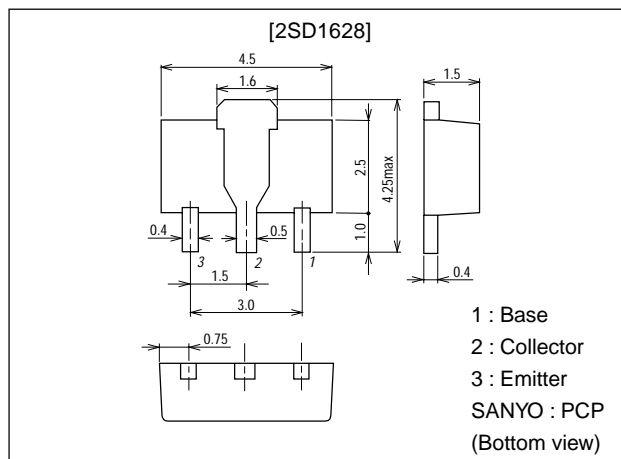 [2SD1628]
4.5
1.6
1.5
2.5
4.25max
1.0
0.4
0.5
3
2
1
1.5
3.0
0.4
0.75
1 : Base
2 : Collector
3 : Emitter
SANYO : PCP
(Bottom view)